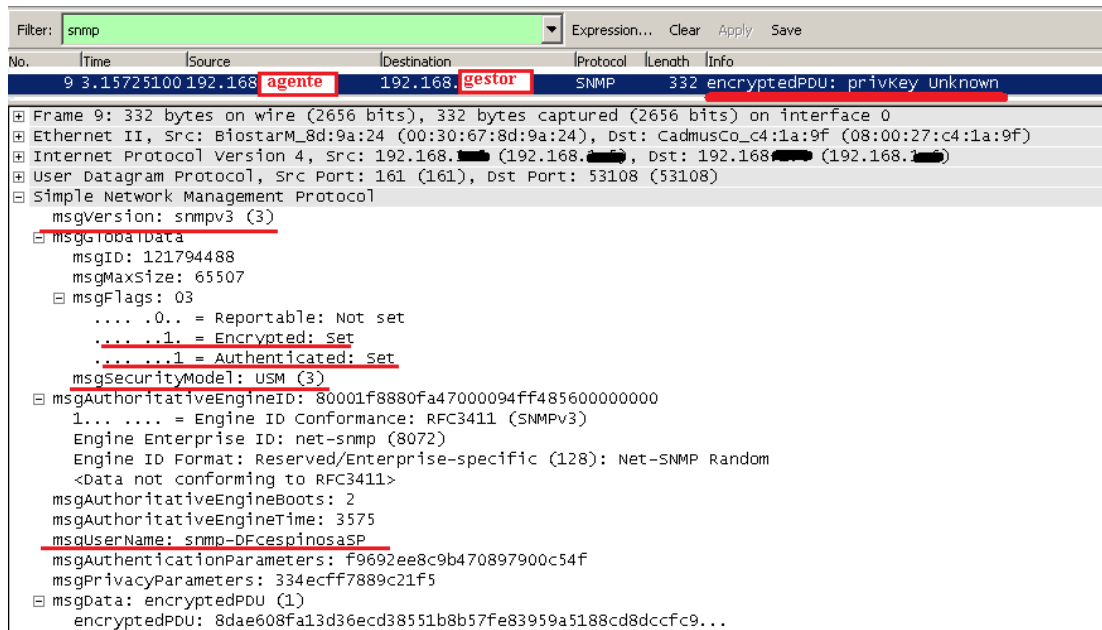 Filter: snmp Expression... Clear Apply Save
No. Time Source Destination Protocol Length Info
9 3.15725100 192.168 agente 192.168. gestor SNMP 332 encryptedPDU: privKey Unknown
Frame 9: 332 bytes on wire (2656 bits), 332 bytes captured (2656 bits) on interface 0
Ethernet II, Src: BiostarM_8d:9a:24 (00:30:67:8d:9a:24), Dst: CadmusCo_c4:1a:9f (08:00:27:c4:1a:9f)
Internet Protocol Version 4, Src: 192.168. (192.168. ), Dst: 192.168 (192.168. )
User Datagram Protocol, Src Port: 161 (161), Dst Port: 53108 (53108)
Simple Network Management Protocol
msgVersion: snmpv3 (3)
msgGlobalData
msgID: 121794488
msgMaxSize: 65507
msgFlags: 03
.... .0.. = Reportable: Not set
.... ..1. = Encrypted: Set
.... ...1 = Authenticated: Set
msgSecurityModel: USM (3)
msgAuthoritativeEngineID: 80001f8880fa47000094ff485600000000
1... .... = Engine ID Conformance: RFC3411 (SNMPv3)
Engine Enterprise ID: net-snmp (8072)
Engine ID Format: Reserved/Enterprise-specific (128): Net-SNMP Random
<Data not conforming to RFC3411>
msgAuthoritativeEngineBoots: 2
msgAuthoritativeEngineTime: 3575
msgUserName: snmp-DFcespinosaSP
msgAuthenticationParameters: f9692ee8c9b470897900c54f
msgPrivacyParameters: 334ecff7889c21f5
msgData: encryptedPDU (1)
encryptedPDU: 8dae608fa13d36ecd38551b8b57fe83959a5188cd8dccfc9...